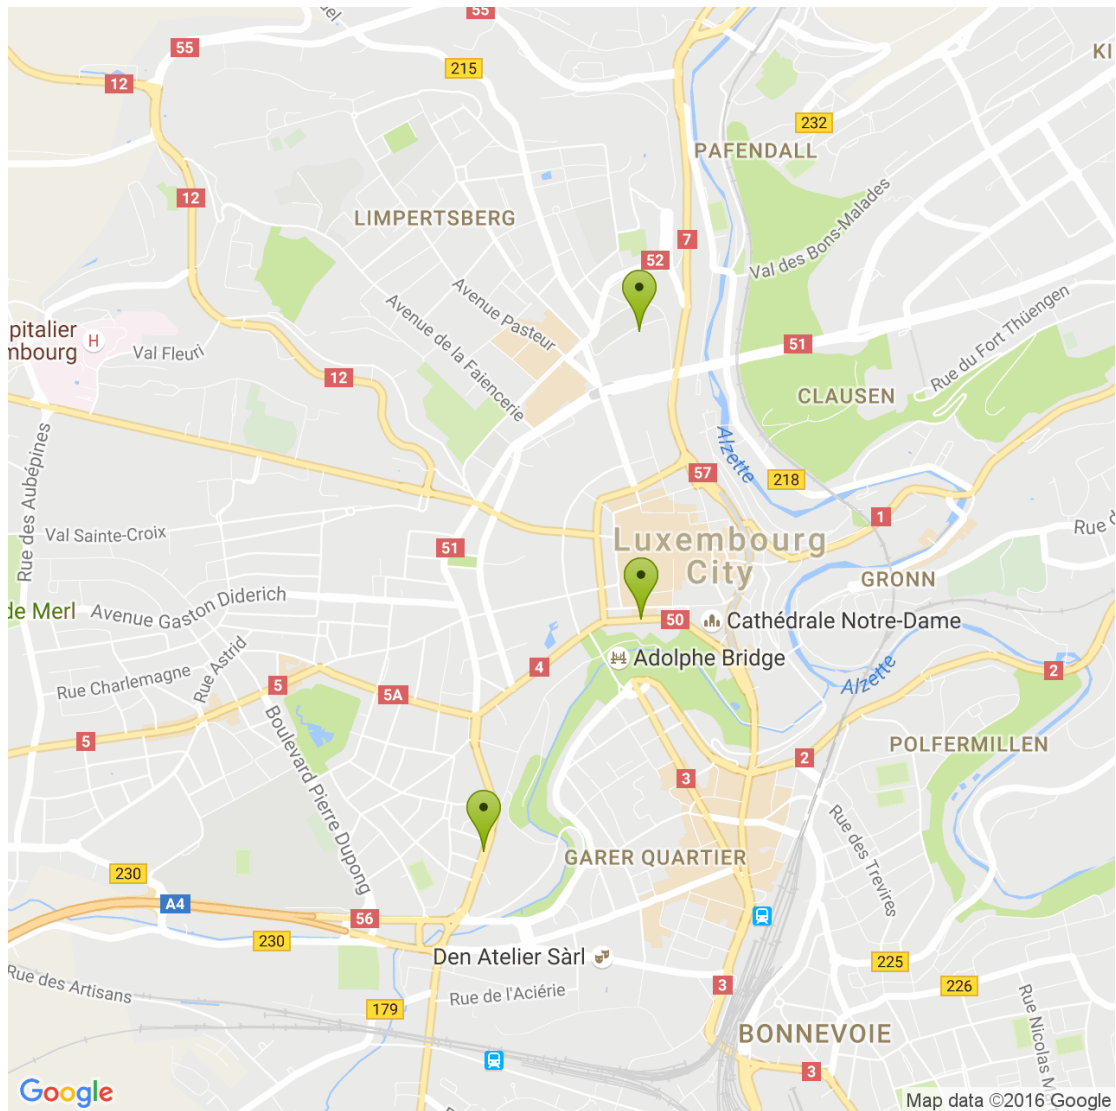 55
55
uel
KI
12
215
232
PAFENDALL
12
LIMPERTSBERG
Val des Bons-Malades
7
52
Avenue Pasteur
Avenue de la Faiencerie
Rue du Fort Thüengen
pitalier
mbourg
H
Val Fleuri
51
12
CLAUSEN
Alzette
Rue des Aubépines
57
218
1
Val Sainte-Croix
51
Luxembourg
City
Rue d
GRONN
de Merl
Avenue Gaston Diderich
50
Cathédrale Notre-Dame
Adolphe Bridge
4
Rue Charlemagne
Rue Astrid
5
5A
Alzette
2
5
Boulevard Pierre Dupong
2
POLFERMILLEN
3
Rue des Trevires
GARER QUARTIER
230
A4
56
230
Den Atelier Sàrl
225
Rue des Artisans
3
226
Rue de l'Aciérie
179
Rue Nicolas M
BONNEVOIE
3
Google
Map data ©2016 Google